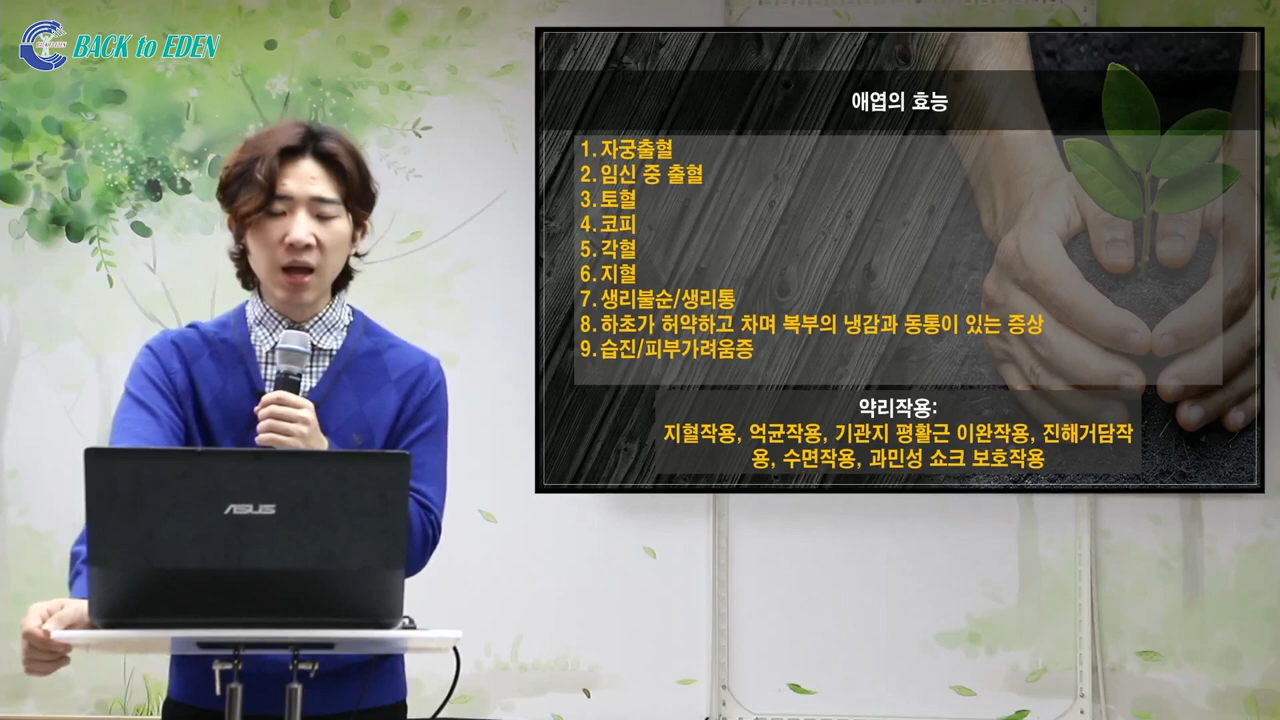 BACK to EDEN
애엽의 효능
1. 자궁출혈
2. 임신 중 출혈
3. 토혈
4. 코피
5. 각혈
6. 지혈
7. 생리불순/생리통
8. 하초가 허약하고 차며 복부의 냉감과 동통이 있는 증상
9. 습진/피부가려움증
약리작용:
지혈작용, 억균작용, 기관지 평활근 이완작용, 진해거담작
용, 수면작용, 과민성 쇼크 보호작용
ASUS